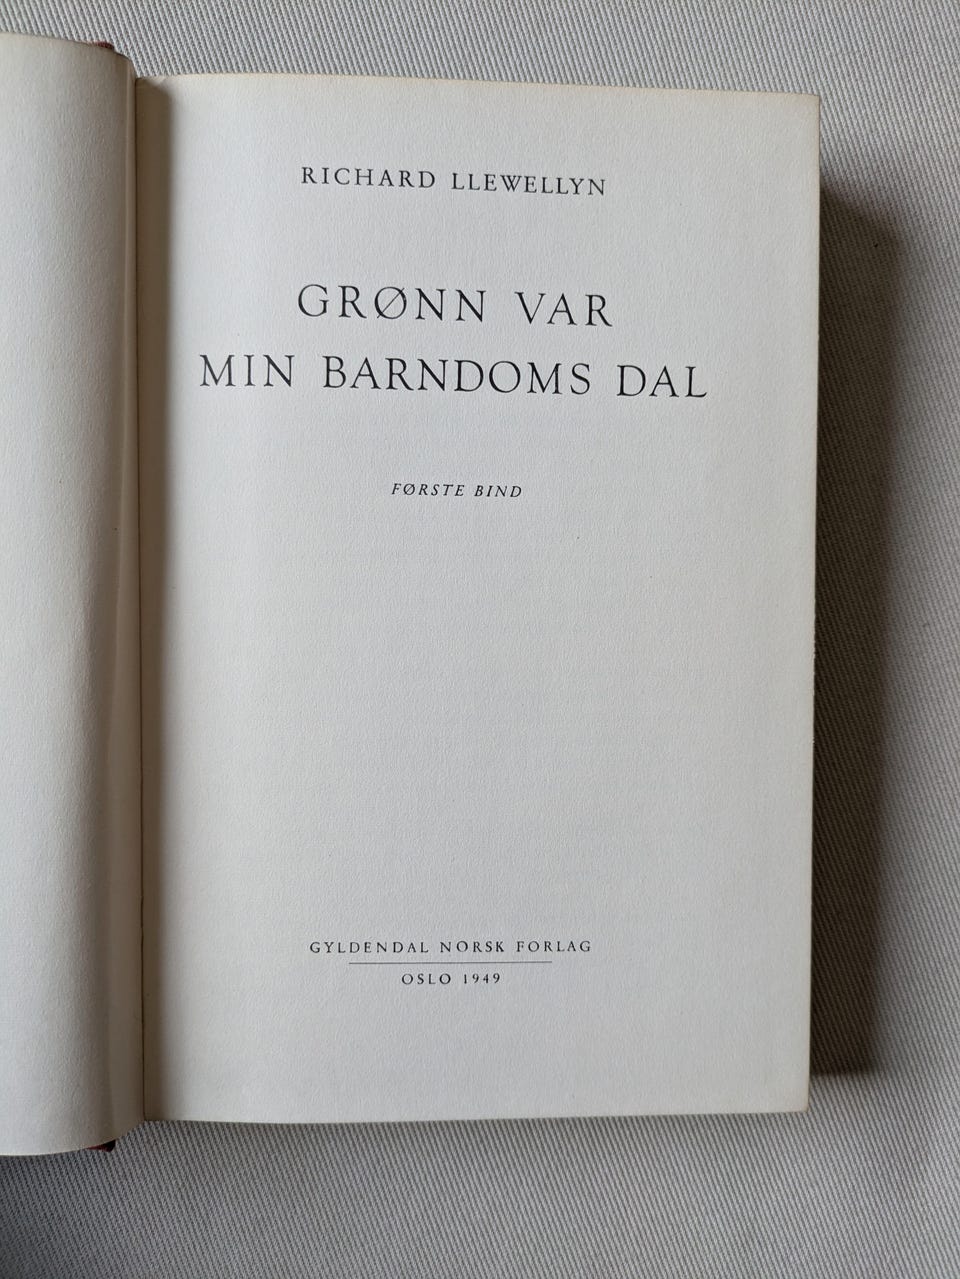 RICHARD LLEWELLYN
GRØNN VAR
MIN BARNDOMS DAL
FØRSTE BIND
GYLDENDAL NORSK FORLAG
OSLO 1949